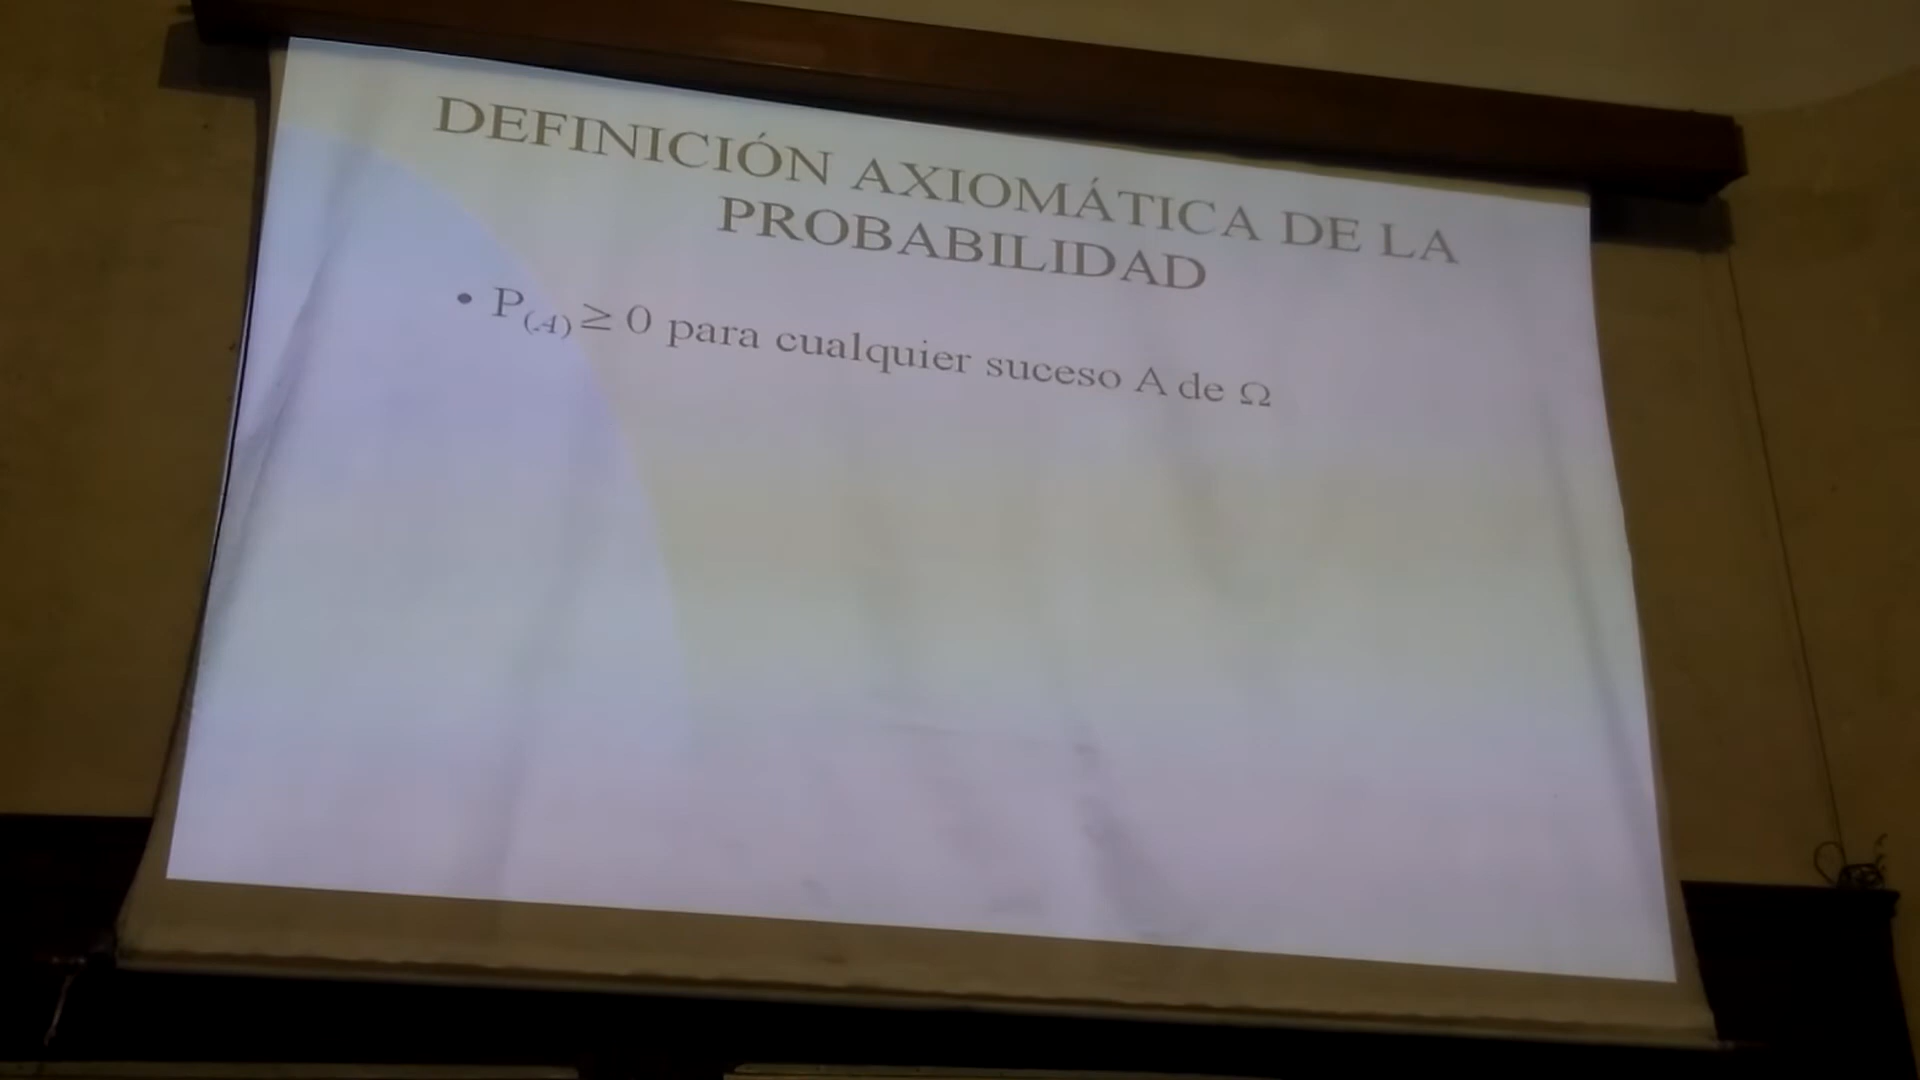 DEFINICIÓN AXIOMÁTICA DE LA
PROBABILIDAD
• P(A) ≥ 0 para cualquier suceso A de Ω